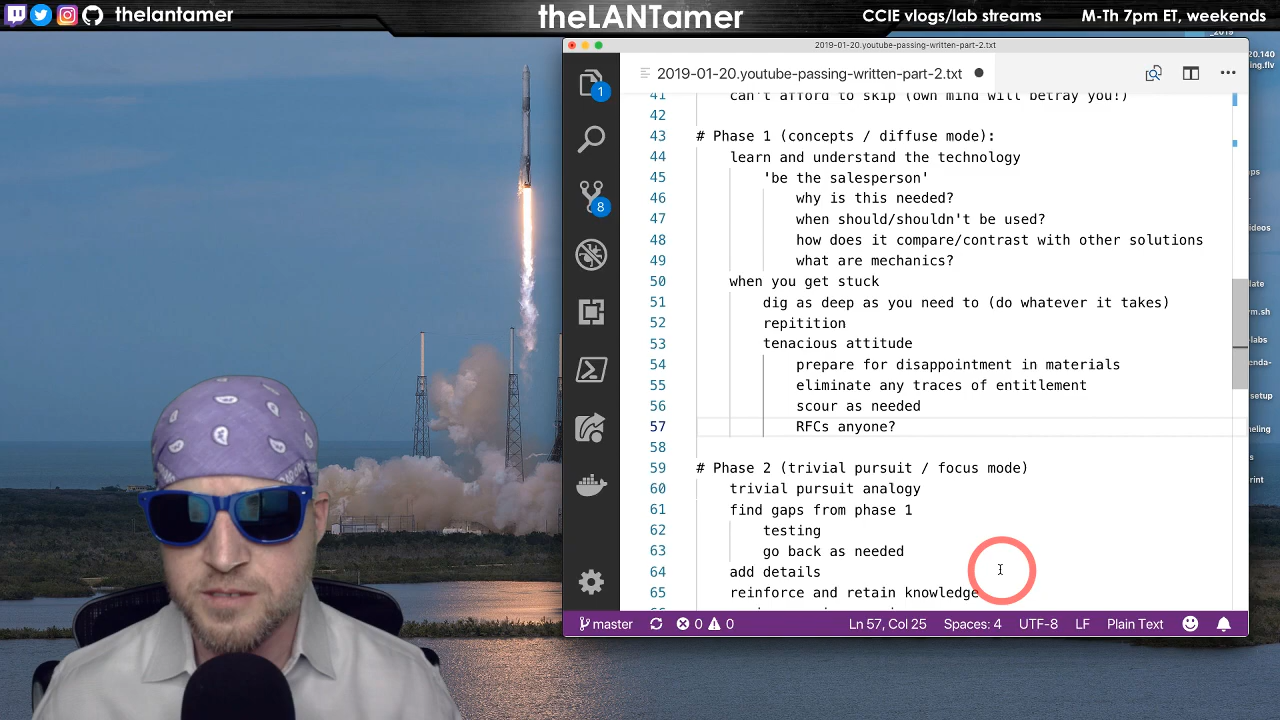 thelantamer
theLANTamer
CCIE vlogs/lab streams
M-Th 7pm ET, weekends
2019-01-20.youtube-passing-written-part-2.txt
2019-01-20.youtube-passing-written-part-2.txt
1
8
41 can't afford to skip (own mind will betray you!)
42
43 # Phase 1 (concepts / diffuse mode):
44 learn and understand the technology
45 'be the salesperson'
46 why is this needed?
47 when should/shouldn't be used?
48 how does it compare/contrast with other solutions
49 what are mechanics?
50 when you get stuck
51 dig as deep as you need to (do whatever it takes)
52 repitition
53 tenacious attitude
54 prepare for disappointment in materials
55 eliminate any traces of entitlement
56 scour as needed
57 RFCs anyone?
58
59 # Phase 2 (trivial pursuit / focus mode)
60 trivial pursuit analogy
61 find gaps from phase 1
62 testing
63 go back as needed
64 add details
65 reinforce and retain knowledge
master 0 0 Ln 57, Col 25 Spaces: 4 UTF-8 LF Plain Text